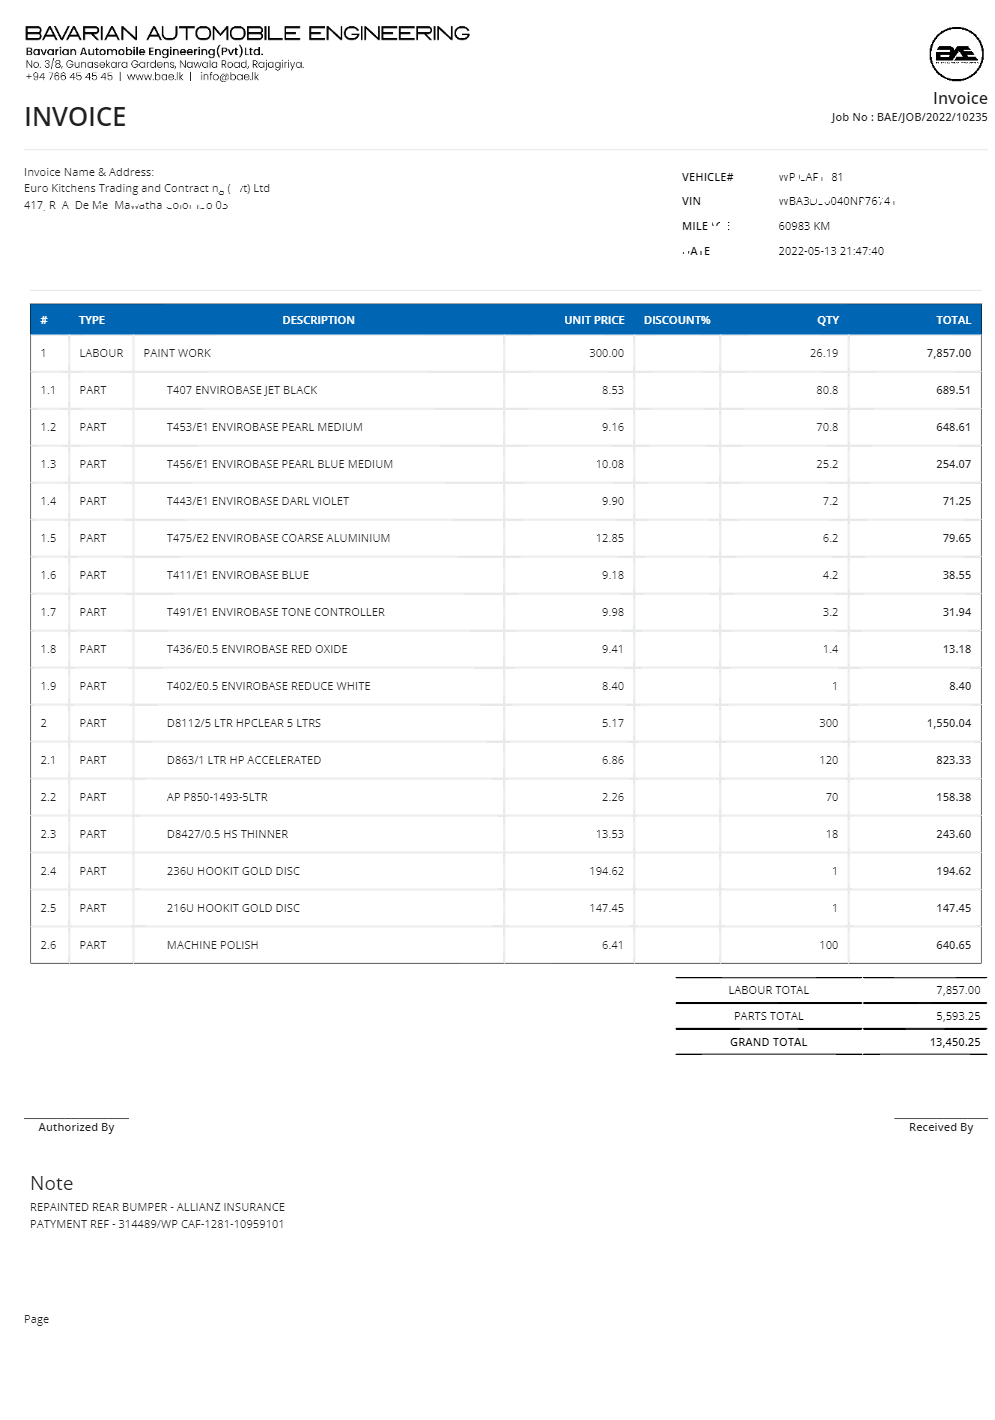 BAVARIAN AUTOMOBILE ENGINEERING
Bavarian Automobile Engineering(Pvt)Ltd.
No. 3/8, Gunasekara Gardens, Nawala Road, Rajagiriya.
+94 766 45 45 45 | www.bae.lk | info@bae.lk
BAE
INVOICE
Invoice
Job No : BAE/JOB/2022/10235
Invoice Name & Address:
Euro Kitchens Trading and Ltd
417, R A De Mawatha
VEHICLE# WP 81
VIN
60983 KM
2022-05-13 21:47:40
# TYPE DESCRIPTION UNIT PRICE DISCOUNT% QTY TOTAL
1 LABOUR PAINT WORK 300.00 26.19 7,857.00
1.1 PART T407 ENVIROBASE JET BLACK 8.53 80.8 689.51
1.2 PART T453/E1 ENVIROBASE PEARL MEDIUM 9.16 70.8 648.61
1.3 PART T456/E1 ENVIROBASE PEARL BLUE MEDIUM 10.08 25.2 254.07
1.4 PART T443/E1 ENVIROBASE DARL VIOLET 9.90 7.2 71.25
1.5 PART T475/E2 ENVIROBASE COARSE ALUMINIUM 12.85 6.2 79.65
1.6 PART T411/E1 ENVIROBASE BLUE 9.18 4.2 38.55
1.7 PART T491/E1 ENVIROBASE TONE CONTROLLER 9.98 3.2 31.94
1.8 PART T436/E0.5 ENVIROBASE RED OXIDE 9.41 1.4 13.18
1.9 PART T402/E0.5 ENVIROBASE REDUCE WHITE 8.40 1 8.40
2 PART D8112/5 LTR HPCLEAR 5 LTRS 5.17 300 1,550.04
2.1 PART D863/1 LTR HP ACCELERATED 6.86 120 823.33
2.2 PART AP P850-1493-5LTR 2.26 70 158.38
2.3 PART D8427/0.5 HS THINNER 13.53 18 243.60
2.4 PART 236U HOOKIT GOLD DISC 194.62 1 194.62
2.5 PART 216U HOOKIT GOLD DISC 147.45 1 147.45
2.6 PART MACHINE POLISH 6.41 100 640.65
LABOUR TOTAL 7,857.00
PARTS TOTAL 5,593.25
GRAND TOTAL 13,450.25
Authorized By Received By
Note
REPAINTED REAR BUMPER - ALLIANZ INSURANCE
PATYMENT REF - 314489/WP CAF-1281-10959101
Page